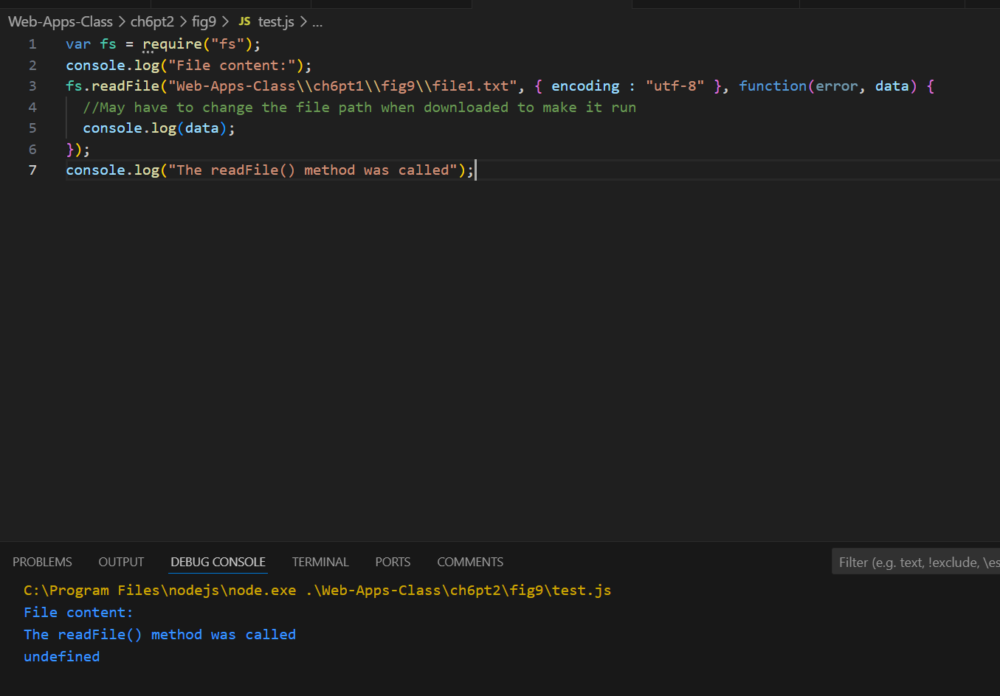 Web-Apps-Class > ch6pt2 > fig9 > JS test.js > ...
1 var fs = require("fs");
2 console.log("File content:");
3 fs.readFile("Web-Apps-Class\\ch6pt1\\fig9\\file1.txt", { encoding : "utf-8" }, function(error, data) {
4 //May have to change the file path when downloaded to make it run
5 console.log(data);
6 });
7 console.log("The readFile() method was called");
PROBLEMS OUTPUT DEBUG CONSOLE TERMINAL PORTS COMMENTS Filter (e.g. text, !exclude, \es
C:\Program Files\nodejs\node.exe .\Web-Apps-Class\ch6pt2\fig9\test.js
File content:
The readFile() method was called
undefined